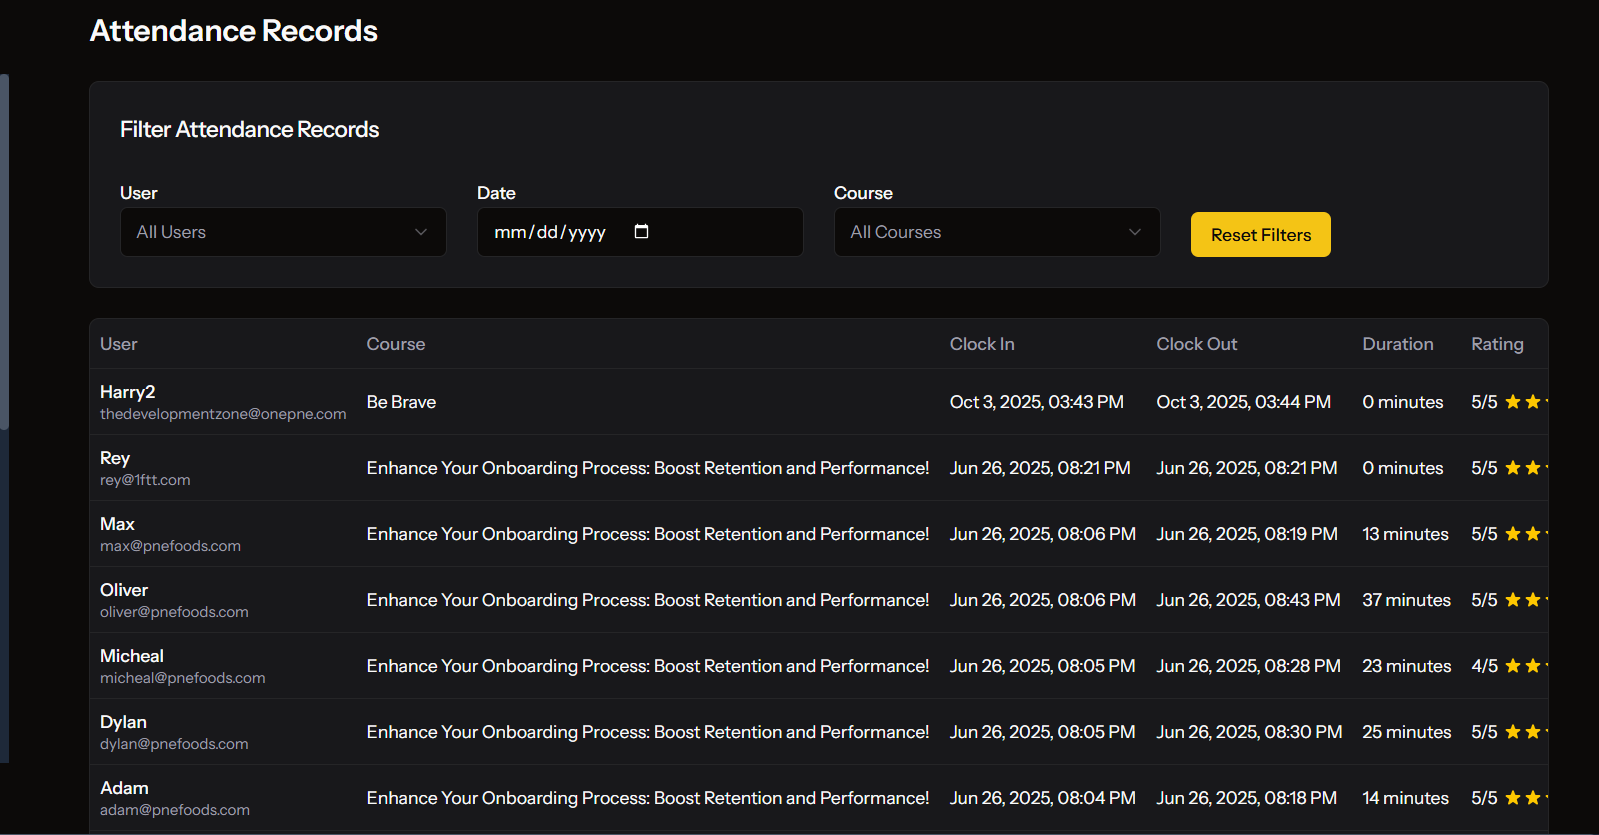 Attendance Records
Filter Attendance Records
User Date Course
All Users mm/dd/yyyy All Courses Reset Filters
User Course Clock In Clock Out Duration Rating
Harry2
thedevelopmentzone@onepne.com Be Brave Oct 3, 2025, 03:43 PM Oct 3, 2025, 03:44 PM 0 minutes 5/5
Rey
rey@1ftt.com Enhance Your Onboarding Process: Boost Retention and Performance! Jun 26, 2025, 08:21 PM Jun 26, 2025, 08:21 PM 0 minutes 5/5
Max
max@pnefoods.com Enhance Your Onboarding Process: Boost Retention and Performance! Jun 26, 2025, 08:06 PM Jun 26, 2025, 08:19 PM 13 minutes 5/5
Oliver
oliver@pnefoods.com Enhance Your Onboarding Process: Boost Retention and Performance! Jun 26, 2025, 08:06 PM Jun 26, 2025, 08:43 PM 37 minutes 5/5
Micheal
micheal@pnefoods.com Enhance Your Onboarding Process: Boost Retention and Performance! Jun 26, 2025, 08:05 PM Jun 26, 2025, 08:28 PM 23 minutes 4/5
Dylan
dylan@pnefoods.com Enhance Your Onboarding Process: Boost Retention and Performance! Jun 26, 2025, 08:05 PM Jun 26, 2025, 08:30 PM 25 minutes 5/5
Adam
adam@pnefoods.com Enhance Your Onboarding Process: Boost Retention and Performance! Jun 26, 2025, 08:04 PM Jun 26, 2025, 08:18 PM 14 minutes 5/5